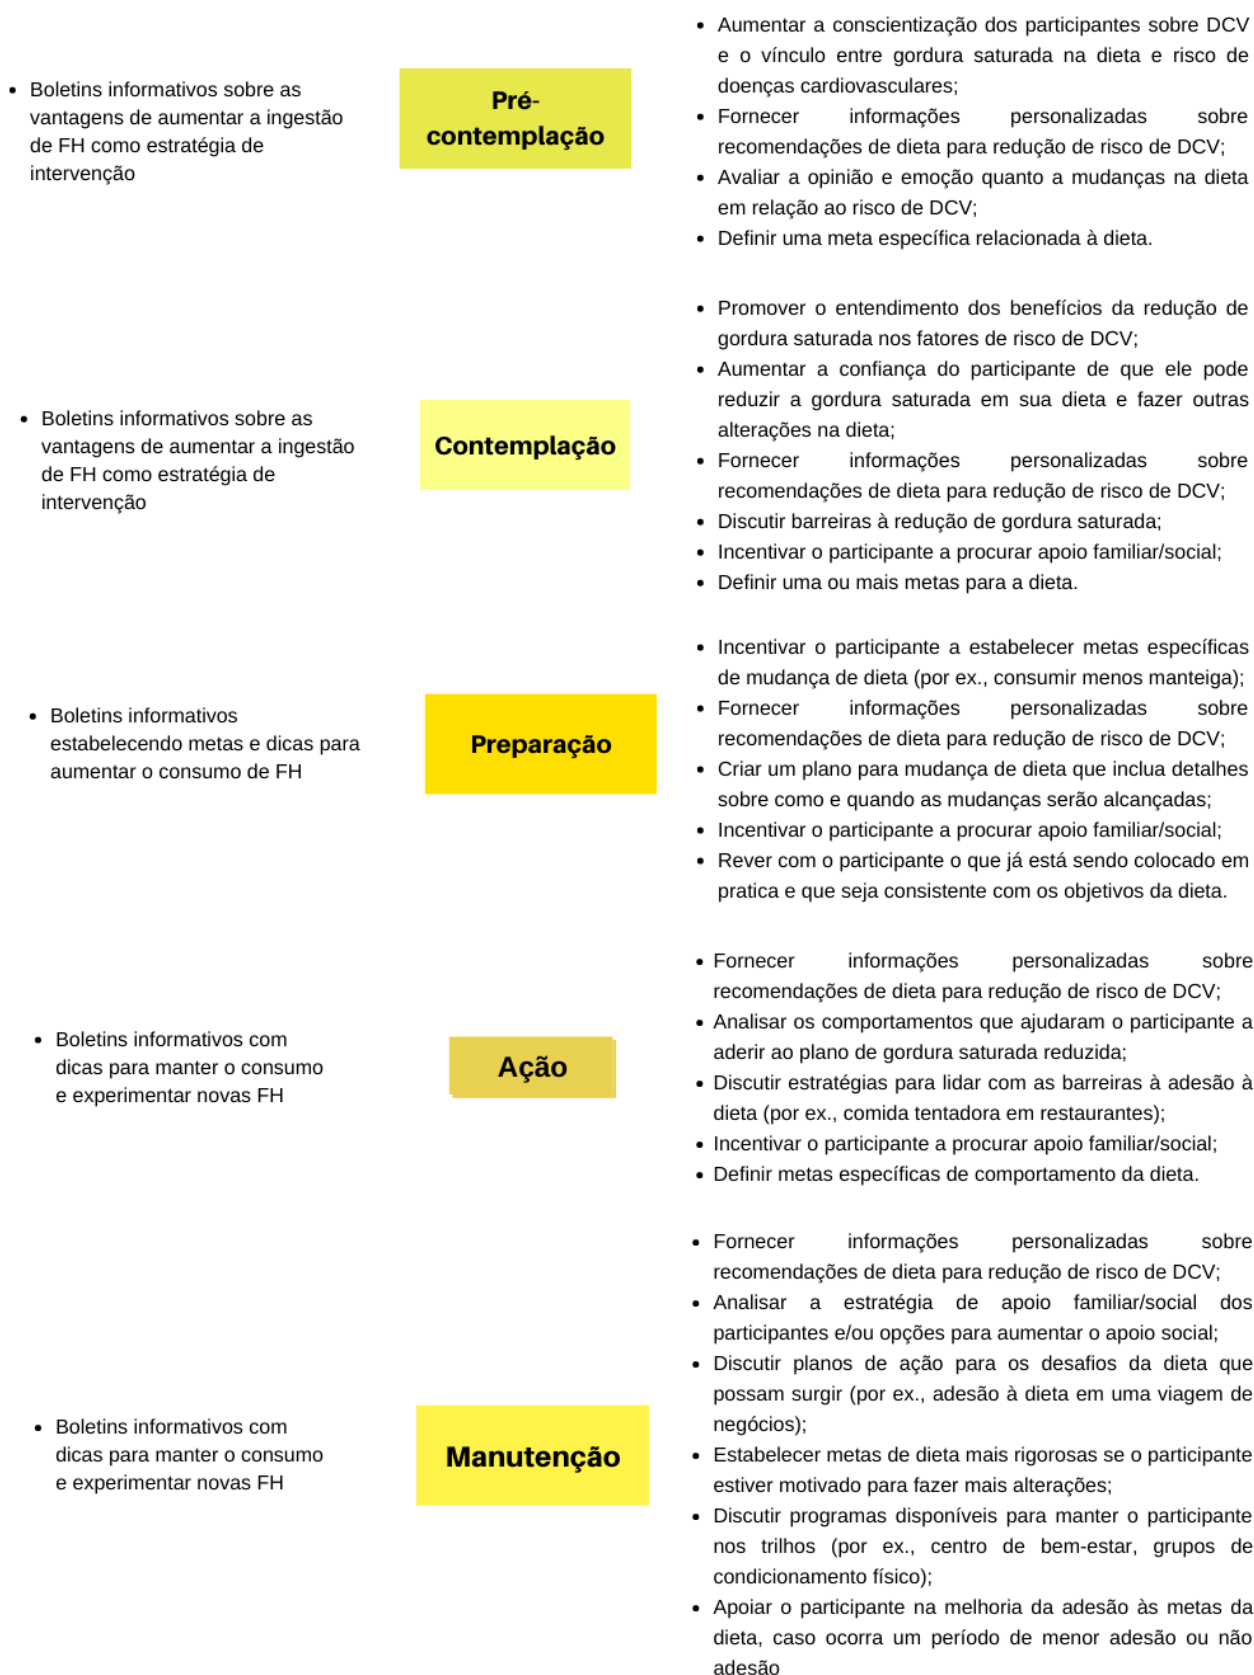 • Boletins informativos sobre as
vantagens de aumentar a ingestão
de FH como estratégia de
intervenção
Pré-
contemplação
• Aumentar a conscientização dos participantes sobre DCV
e o vínculo entre gordura saturada na dieta e risco de
doenças cardiovasculares;
• Fornecer informações personalizadas sobre
recomendações de dieta para redução de risco de DCV;
• Avaliar a opinião e emoção quanto a mudanças na dieta
em relação ao risco de DCV;
• Definir uma meta específica relacionada à dieta.
• Boletins informativos sobre as
vantagens de aumentar a ingestão
de FH como estratégia de
intervenção
Contemplação
• Promover o entendimento dos benefícios da redução de
gordura saturada nos fatores de risco de DCV;
• Aumentar a confiança do participante de que ele pode
reduzir a gordura saturada em sua dieta e fazer outras
alterações na dieta;
• Fornecer informações personalizadas sobre
recomendações de dieta para redução de risco de DCV;
• Discutir barreiras à redução de gordura saturada;
• Incentivar o participante a procurar apoio familiar/social;
• Definir uma ou mais metas para a dieta.
• Boletins informativos
estabelecendo metas e dicas para
aumentar o consumo de FH
Preparação
• Incentivar o participante a estabelecer metas específicas
de mudança de dieta (por ex., consumir menos manteiga);
• Fornecer informações personalizadas sobre
recomendações de dieta para redução de risco de DCV;
• Criar um plano para mudança de dieta que inclua detalhes
sobre como e quando as mudanças serão alcançadas;
• Incentivar o participante a procurar apoio familiar/social;
• Rever com o participante o que já está sendo colocado em
pratica e que seja consistente com os objetivos da dieta.
• Boletins informativos com
dicas para manter o consumo
e experimentar novas FH
Ação
• Fornecer informações personalizadas sobre
recomendações de dieta para redução de risco de DCV;
• Analisar os comportamentos que ajudaram o participante a
aderir ao plano de gordura saturada reduzida;
• Discutir estratégias para lidar com as barreiras à adesão à
dieta (por ex., comida tentadora em restaurantes);
• Incentivar o participante a procurar apoio familiar/social;
• Definir metas específicas de comportamento da dieta.
• Boletins informativos com
dicas para manter o consumo
e experimentar novas FH
Manutenção
• Fornecer informações personalizadas sobre
recomendações de dieta para redução de risco de DCV;
• Analisar a estratégia de apoio familiar/social dos
participantes e/ou opções para aumentar o apoio social;
• Discutir planos de ação para os desafios da dieta que
possam surgir (por ex., adesão à dieta em uma viagem de
negócios);
• Estabelecer metas de dieta mais rigorosas se o participante
estiver motivado para fazer mais alterações;
• Discutir programas disponíveis para manter o participante
nos trilhos (por ex., centro de bem-estar, grupos de
condicionamento físico);
• Apoiar o participante na melhoria da adesão às metas da
dieta, caso ocorra um período de menor adesão ou não
adesão